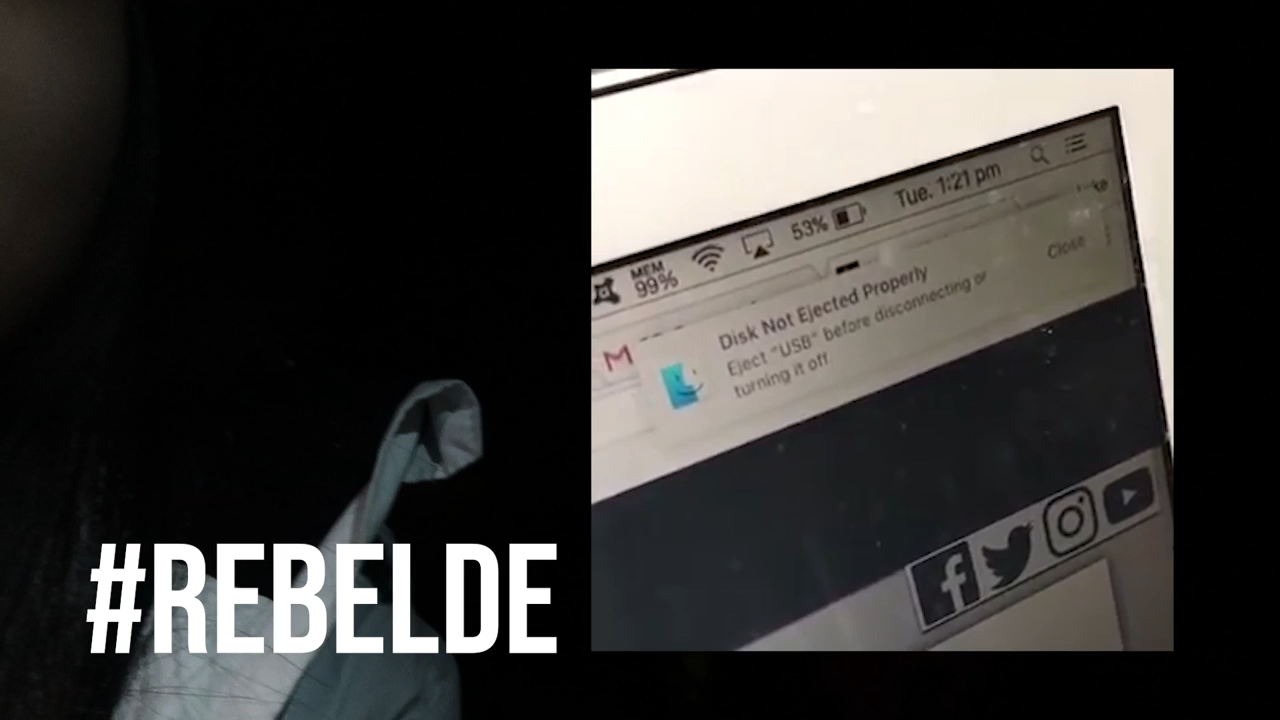 Tue. 1:21 pm
53%
MEM
99%
Close
Disk Not Ejected Properly
Eject "USB" before disconnecting or
turning it off
#REBELDE